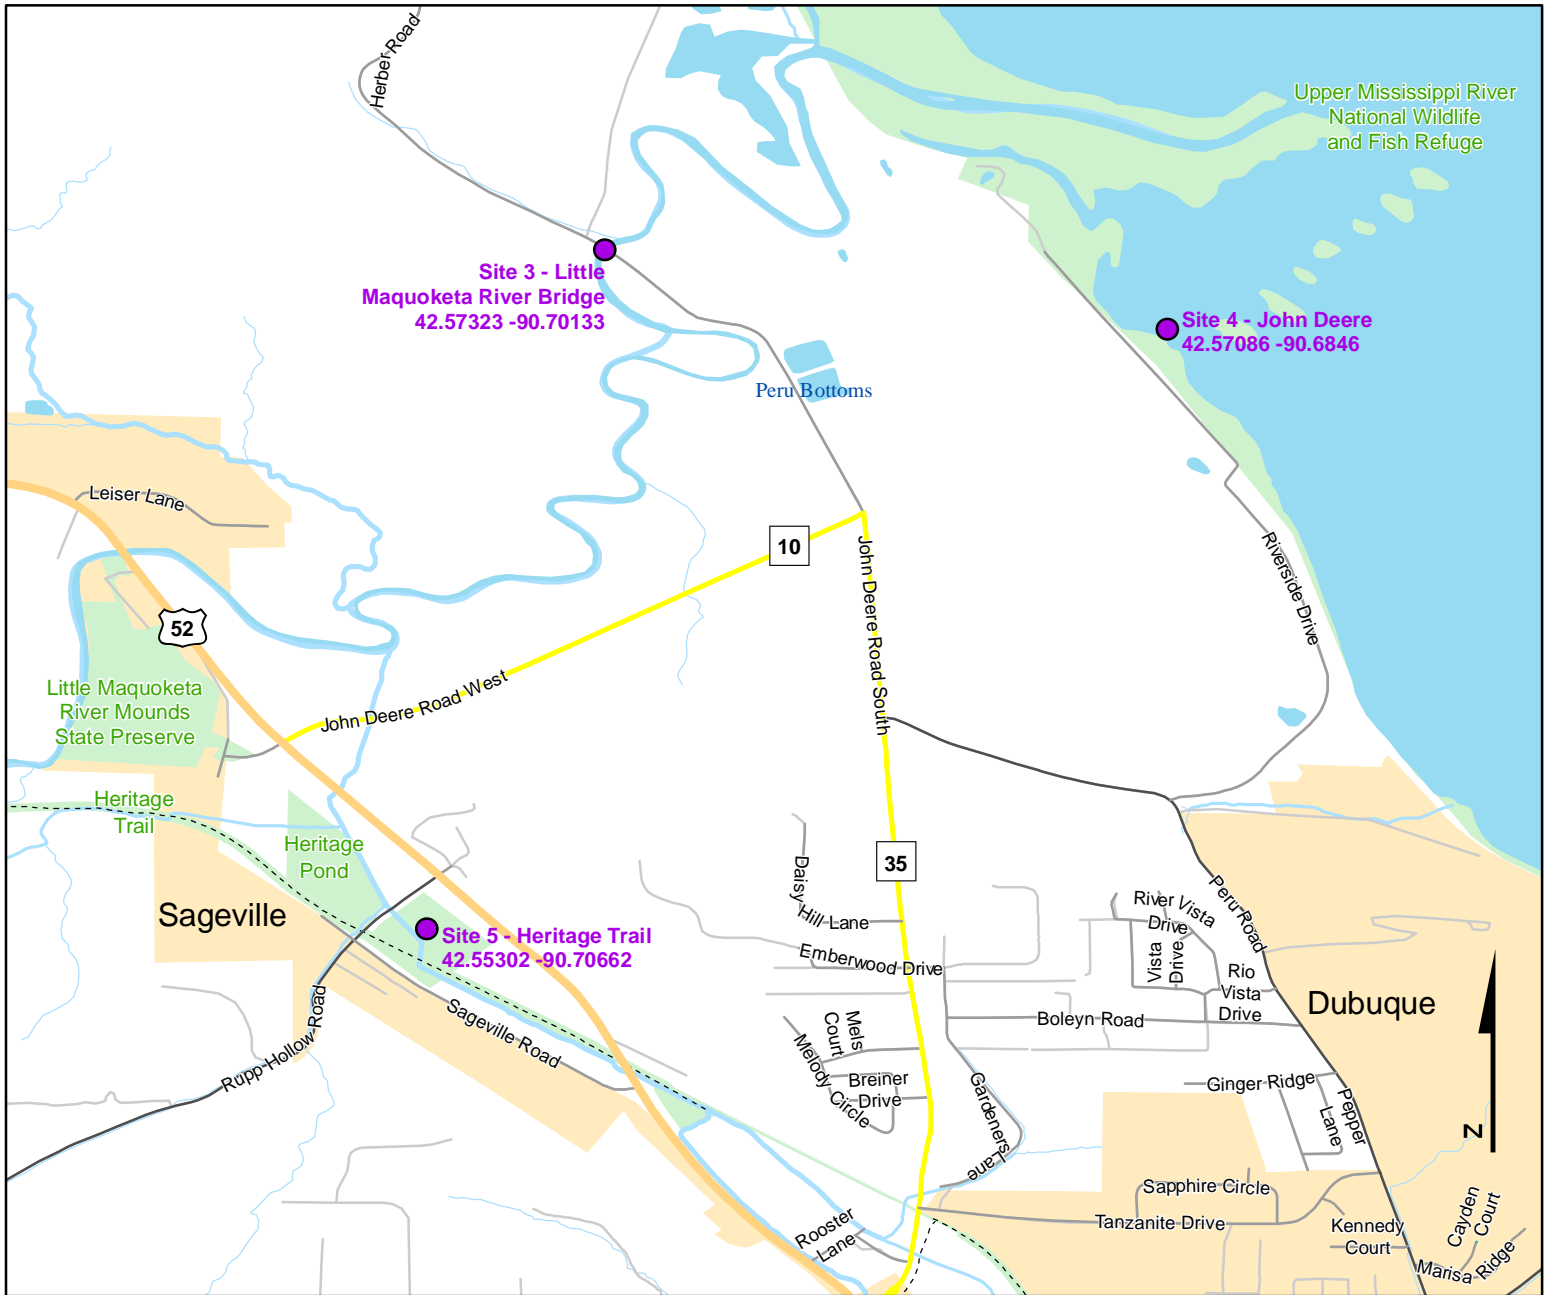 Herber Road
Upper Mississippi River
National Wildlife
and Fish Refuge
Site 3 - Little
Maquoketa River Bridge
42.57323 -90.70133
Site 4 - John Deere
42.57086 -90.6846
Peru Bottoms
Leiser Lane
10
John Deere Road South
Riverside Drive
52
Little Maquoketa
River Mounds
State Preserve
John Deere Road West
Heritage
Trail
Heritage
Pond
35
Daisy
Hill Lane
Sageville
Site 5 - Heritage Trail
42.55302 -90.70662
River Vista
Drive
Peru Road
Emberwood Drive
Vista
Drive
Rio
Vista
Drive
Dubuque
Rupp Hollow Road
Sageville Road
Mels
Court
Boleyn Road
Melody Circle
Breiner
Drive
Gardeners Lane
Ginger Ridge
Pepper
Lane
N
Sapphire Circle
Tanzanite Drive
Rooster
Lane
Kennedy
Court
Cayden
Court
Marisa Ridge